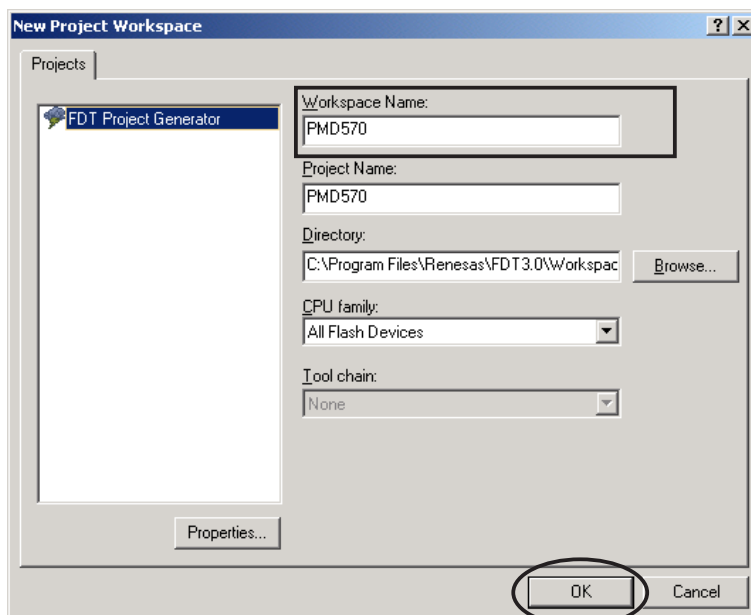 New Project Workspace
Projects
FDT Project Generator
Workspace Name:
PMD570
Project Name:
PMD570
Directory:
C:\Program Files\Renesas\FDT3.0\Workspac
Browse...
CPU family:
All Flash Devices
Tool chain:
None
Properties...
OK
Cancel